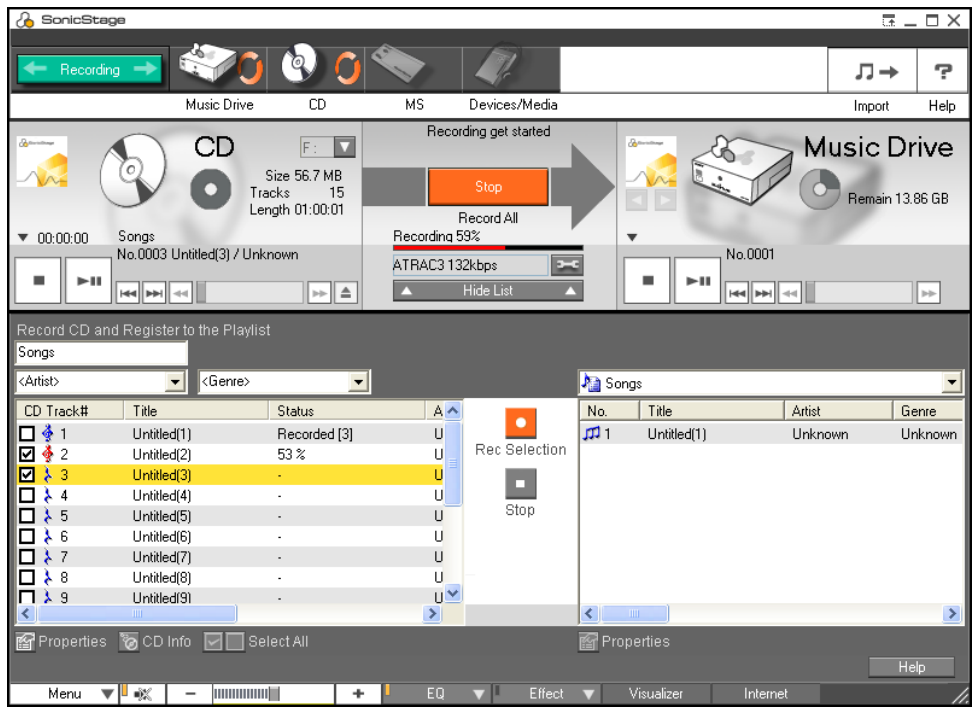 SonicStage
Recording
Music Drive
CD
MS
Devices/Media
Import
Help
CD
F:
Size 56.7 MB
Tracks 15
Length 01:00:01
00:00:00
Songs
No.0003 Untitled(3) / Unknown
Recording get started
Stop
Record All
Recording 59%
ATRAC3 132kbps
Hide List
Music Drive
Remain 13.86 GB
No.0001
Record CD and Register to the Playlist
Songs
<Artist> <Genre>
CD Track# Title Status A
1 Untitled(1) Recorded [3] U
2 Untitled(2) 53 % U
3 Untitled(3) - U
4 Untitled(4) - U
5 Untitled(5) - U
6 Untitled(6) - U
7 Untitled(7) - U
8 Untitled(8) - U
9 Untitled(9) - U
Properties CD Info Select All
Rec Selection
Stop
Songs
No. Title Artist Genre
1 Untitled(1) Unknown Unknown
Properties
Help
Menu EQ Effect Visualizer Internet